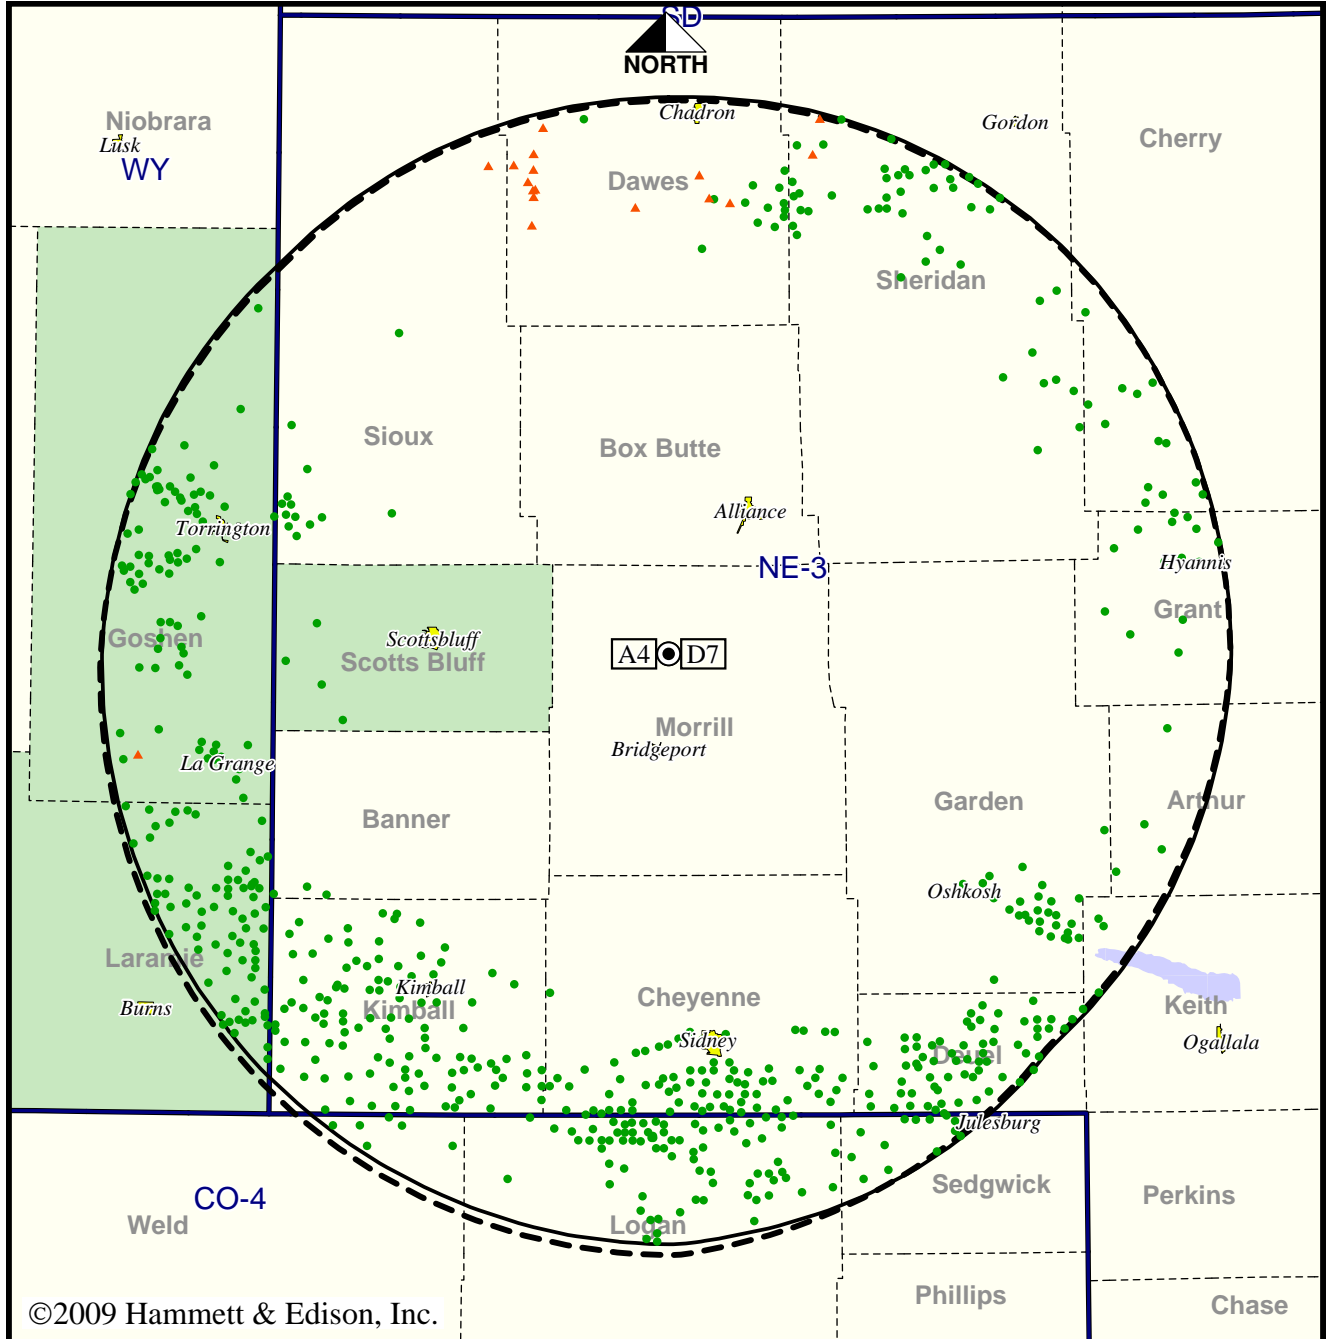 SD
NORTH
Chadron
Gordon
Niobrara
Cherry
Lusk
WY
Dawes
Sheridan
Sioux
Box Butte
Alliance
Torrington
NE-3
Hyannis
Grant
Goshen
Scottsbluff
Scotts Bluff
A4
D7
Morrill
Bridgeport
La Grange
Garden
Arthur
Banner
Oshkosh
Laramie
Kimball
Cheyenne
Burns
Kimball
Keith
Sidney
Ogallala
Deuel
Julesburg
Sedgwick
Perkins
CO-4
Weld
Logan
Phillips
Chase
©2009 Hammett & Edison, Inc.